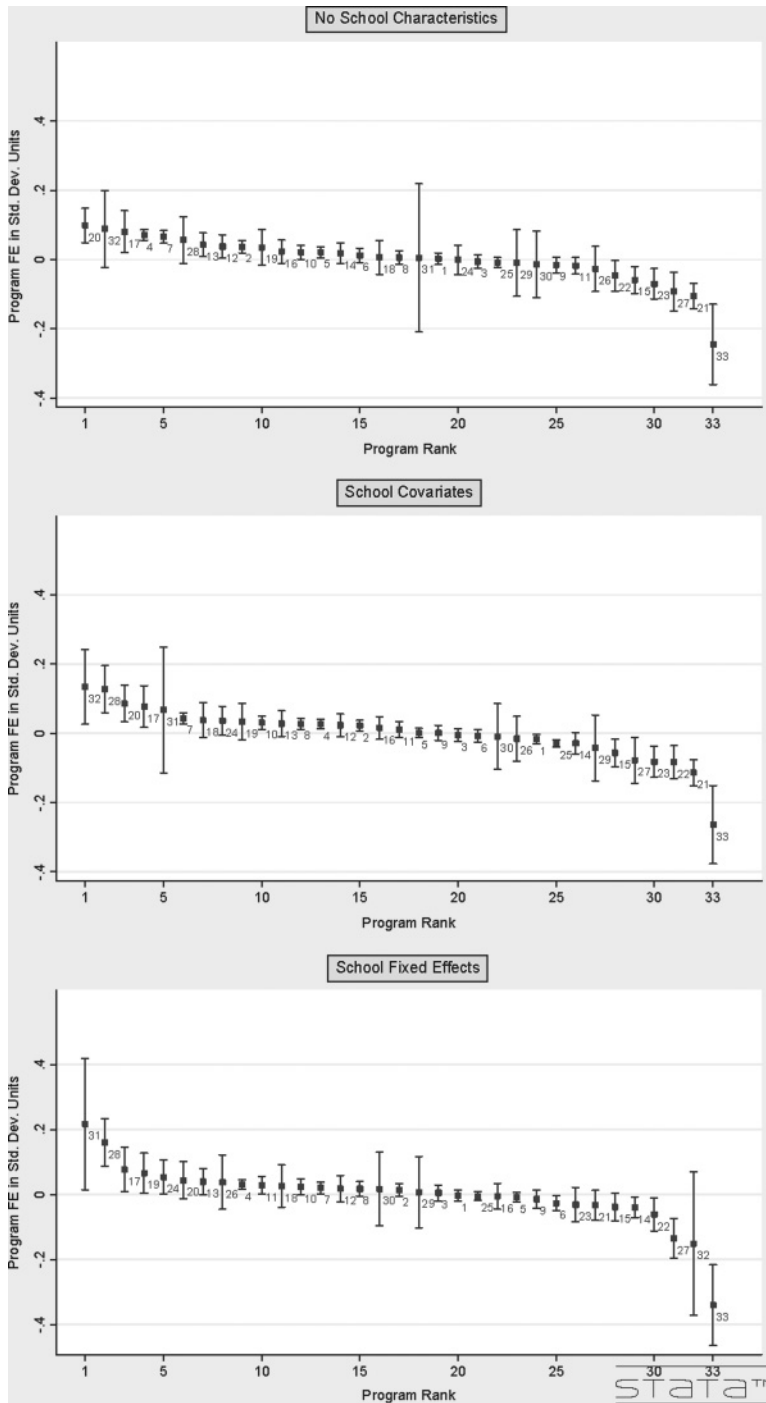 No School Characteristics
Program FE in Std. Dev. Units
.4
.2
0
-.2
-.4
20 32 17 4 7 28 13 12 2 19 16 10 5 14 6 18 8 31 1 24 3 25 29 30 9 11 26 22 15 23 27 21 33
1 5 10 15 20 25 30 33
Program Rank
School Covariates
Program FE in Std. Dev. Units
.4
.2
0
-.2
-.4
32 28 20 17 31 7 18 24 19 10 13 8 4 12 2 16 11 5 9 3 6 30 26 1 25 14 29 15 27 23 22 21 33
1 5 10 15 20 25 30 33
Program Rank
School Fixed Effects
Program FE in Std. Dev. Units
.4
.2
0
-.2
-.4
31 28 17 19 24 20 13 26 4 11 18 10 7 12 8 30 2 29 3 1 25 16 5 9 6 23 21 15 14 22 27 32 33
1 5 10 15 20 25 30 33
Program Rank
STATA™